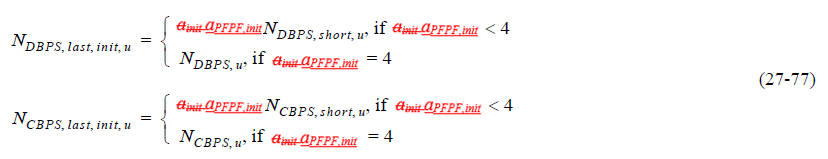 N_{DBPS, last, init, u} = { a_{init} a_{PFPF,init} N_{DBPS, short, u}, if a_{init} a_{PFPF,init} < 4
N_{DBPS, u}, if a_{init} a_{PFPF,init} = 4
(27-77)
N_{CBPS, last, init, u} = { a_{init} a_{PFPF,init} N_{CBPS, short, u}, if a_{init} a_{PFPF,init} < 4
N_{CBPS, u}, if a_{init} a_{PFPF,init} = 4